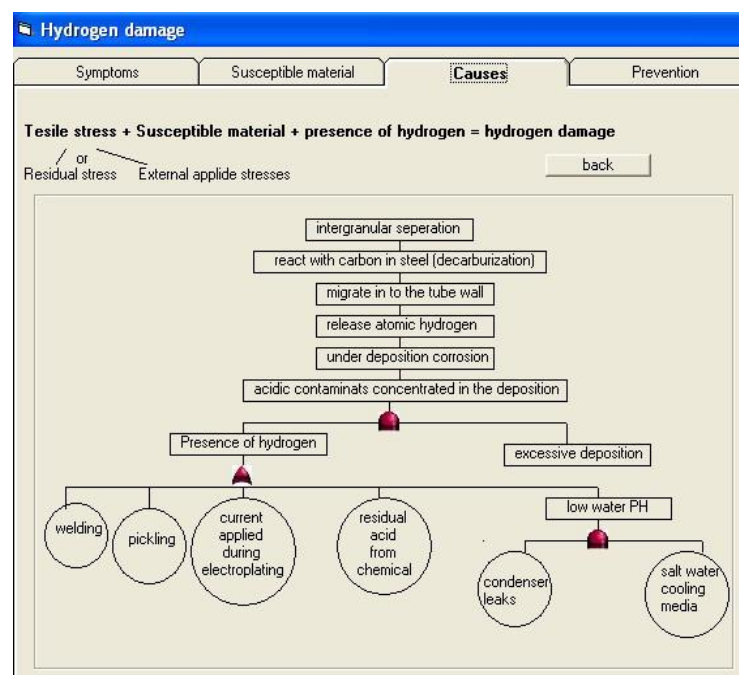 Hydrogen damage
Symptoms
Susceptible material
Causes
Prevention
Tesile stress + Susceptible material + presence of hydrogen = hydrogen damage
or
Residual stress
External applide stresses
back
intergranular seperation
react with carbon in steel (decarburization)
migrate in to the tube wall
release atomic hydrogen
under deposition corrosion
acidic contaminats concentrated in the deposition
Presence of hydrogen
excessive deposition
welding
pickling
current
applied
during
electroplating
residual
acid
from
chemical
low water PH
condenser
leaks
salt water
cooling
media